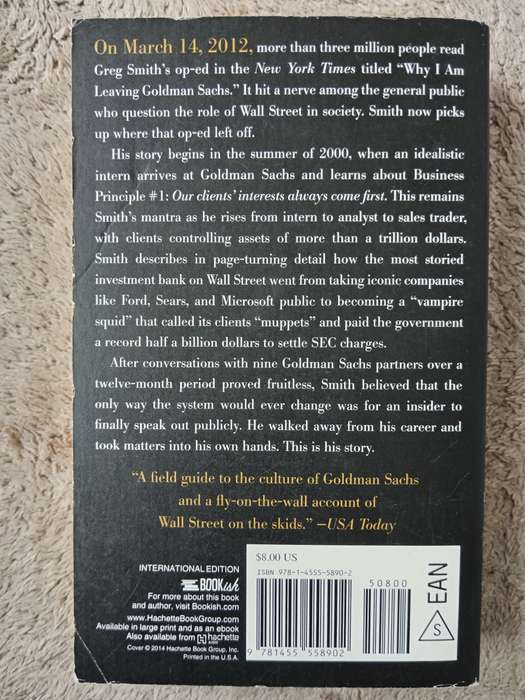 On March 14, 2012, more than three million people read
Greg Smith's op-ed in the New York Times titled “Why I Am
Leaving Goldman Sachs.” It hit a nerve among the general public
who question the role of Wall Street in society. Smith now picks
up where that op-ed left off.
His story begins in the summer of 2000, when an idealistic
intern arrives at Goldman Sachs and learns about Business
Principle #1: Our clients' interests always come first. This remains
Smith's mantra as he rises from intern to analyst to sales trader,
with clients controlling assets of more than a trillion dollars.
Smith describes in page-turning detail how the most storied
investment bank on Wall Street went from taking iconic companies
like Ford, Sears, and Microsoft public to becoming a “vampire
squid” that called its clients “muppets” and paid the government
a record half a billion dollars to settle SEC charges.
After conversations with nine Goldman Sachs partners over a
twelve-month period proved fruitless, Smith believed that the
only way the system would ever change was for an insider to
finally speak out publicly. He walked away from his career and
took matters into his own hands. This is his story.
“A field guide to the culture of Goldman Sachs
and a fly-on-the-wall account of
Wall Street on the skids.” —USA Today
INTERNATIONAL EDITION
BOOKish
For more about this book
and author, visit Bookish.com.
www.HachetteBookGroup.com
Available in large print and as an ebook
Also available from hachette AUDIO
Cover © 2014 Hachette Book Group, Inc.
Printed in the U.S.A.
$8.00 US
ISBN 978-1-4555-5890-2
50800
9 781455 558902
S EAN